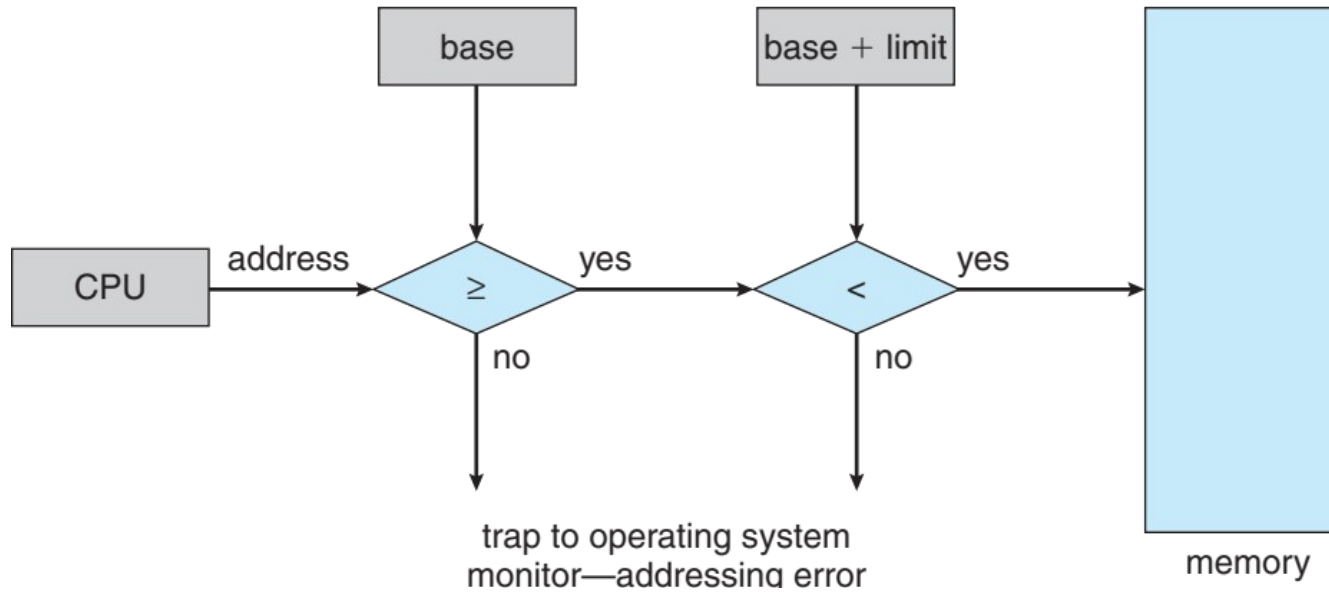 base
base + limit
CPU
address
≥
yes
<
yes
no
no
trap to operating system
monitor—addressing error
memory